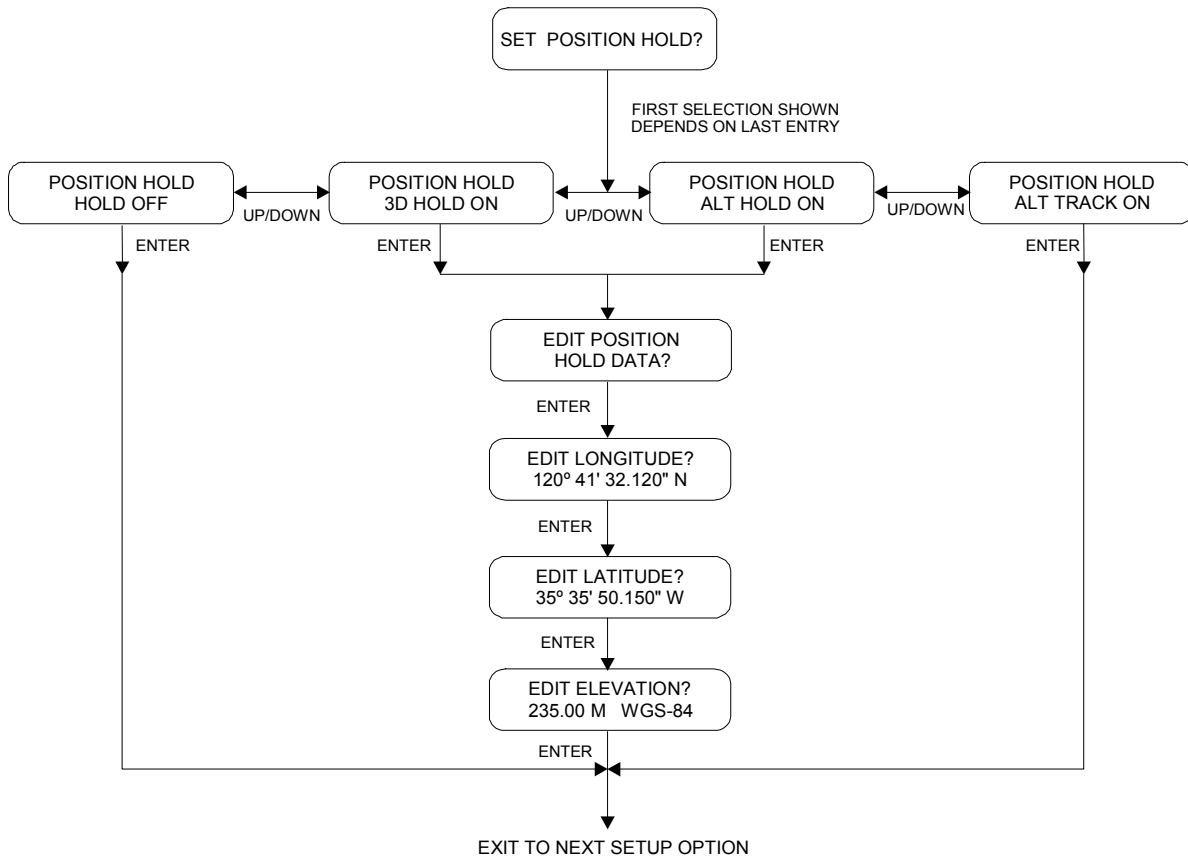 SET POSITION HOLD?
FIRST SELECTION SHOWN
DEPENDS ON LAST ENTRY
POSITION HOLD
HOLD OFF
UP/DOWN
POSITION HOLD
3D HOLD ON
UP/DOWN
POSITION HOLD
ALT HOLD ON
UP/DOWN
POSITION HOLD
ALT TRACK ON
ENTER
ENTER
ENTER
ENTER
EDIT POSITION
HOLD DATA?
ENTER
EDIT LONGITUDE?
120º 41' 32.120" N
ENTER
EDIT LATITUDE?
35º 35' 50.150" W
ENTER
EDIT ELEVATION?
235.00 M WGS-84
ENTER
EXIT TO NEXT SETUP OPTION